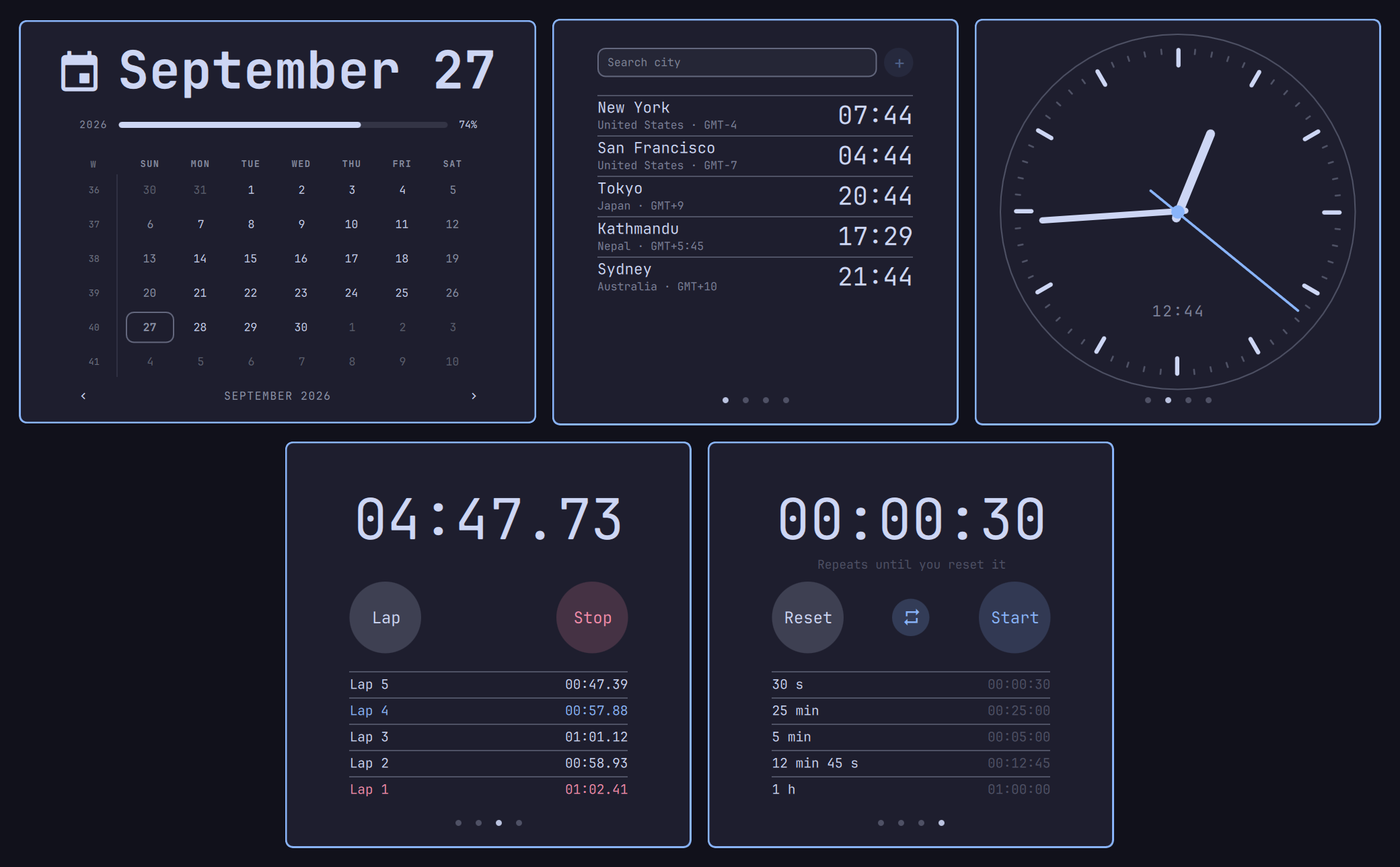 September 27
2026 74%
W SUN MON TUE WED THU FRI SAT
36 30 31 1 2 3 4 5
37 6 7 8 9 10 11 12
38 13 14 15 16 17 18 19
39 20 21 22 23 24 25 26
40 27 28 29 30 1 2 3
41 4 5 6 7 8 9 10
‹ SEPTEMBER 2026 ›
Search city +
New York 07:44
United States · GMT-4
San Francisco 04:44
United States · GMT-7
Tokyo 20:44
Japan · GMT+9
Kathmandu 17:29
Nepal · GMT+5:45
Sydney 21:44
Australia · GMT+10
12:44
04:47.73
Lap Stop
Lap 5 00:47.39
Lap 4 00:57.88
Lap 3 01:01.12
Lap 2 00:58.93
Lap 1 01:02.41
00:00:30
Repeats until you reset it
Reset Start
30 s 00:00:30
25 min 00:25:00
5 min 00:05:00
12 min 45 s 00:12:45
1 h 01:00:00